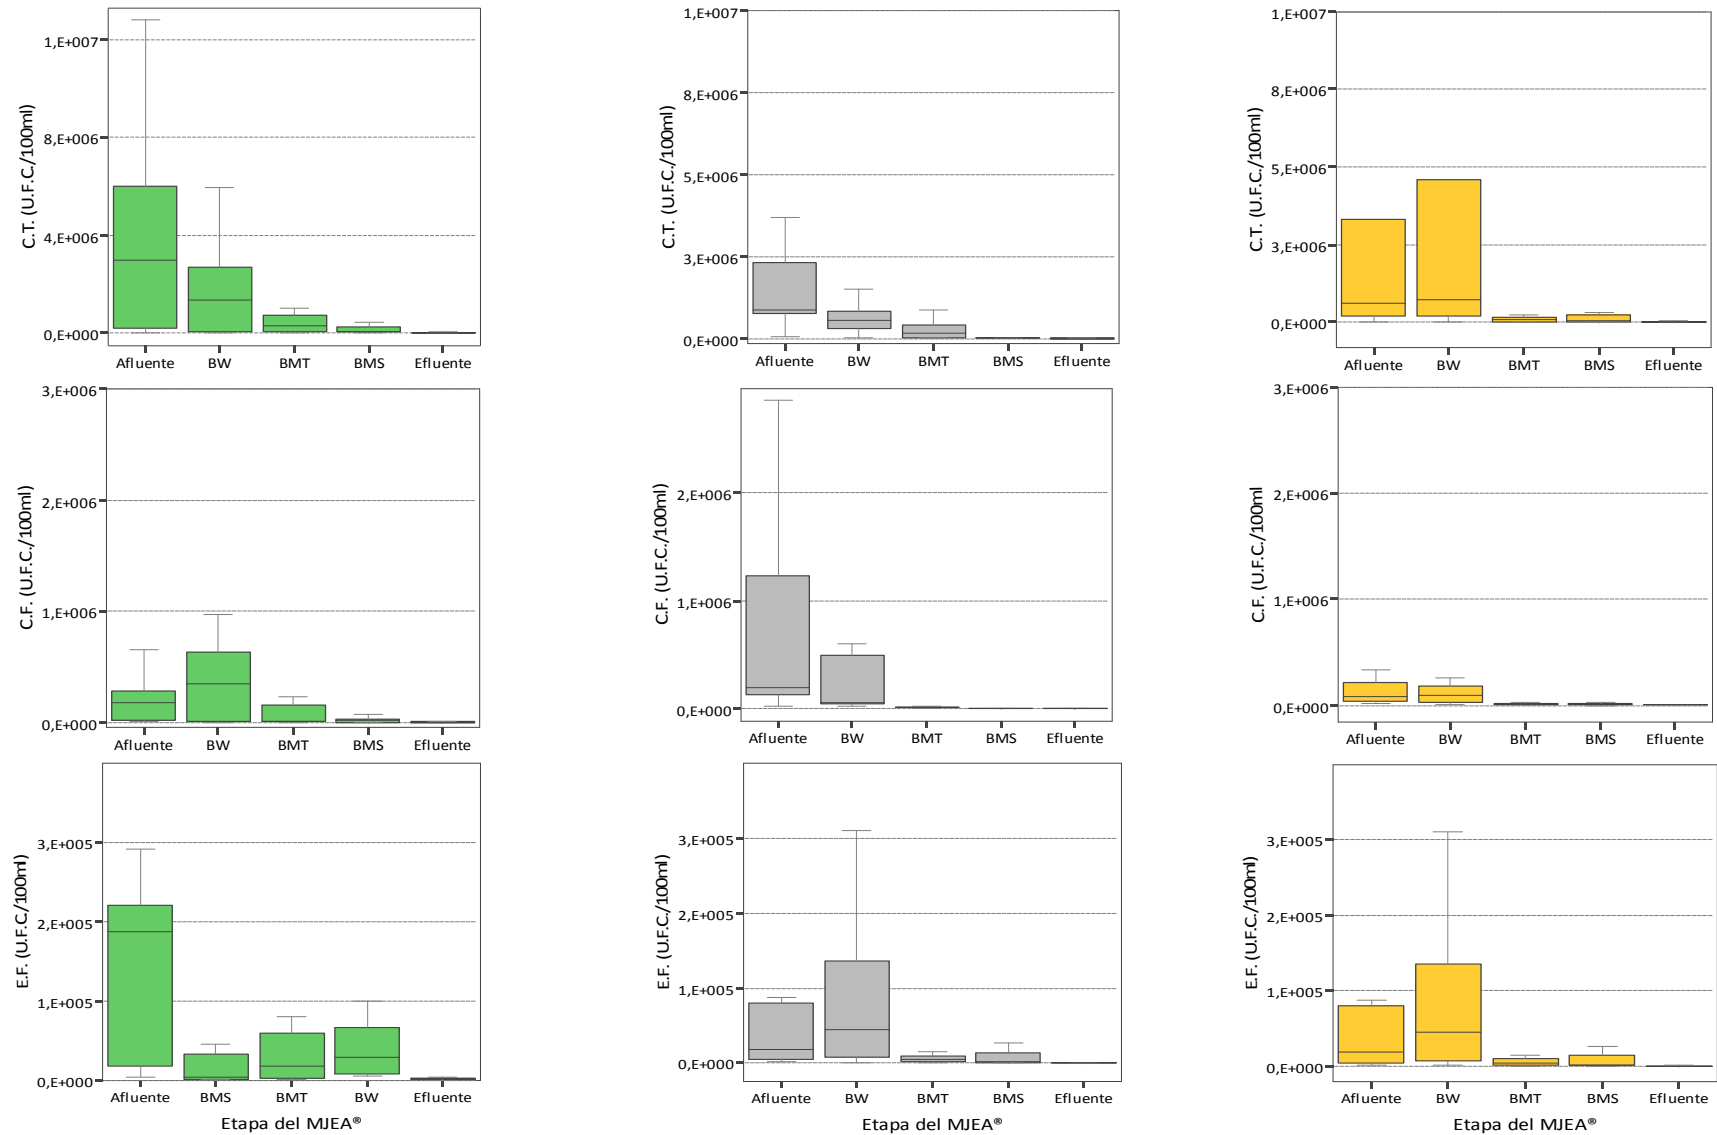 C.T. (U.F.C./100ml)
1,E+007
8,E+006
4,E+006
0,E+000
Afluente BW BMT BMS Efluente
C.T. (U.F.C./100ml)
1,E+007
8,E+006
5,E+006
3,E+006
0,E+000
Afluente BW BMT BMS Efluente
C.T. (U.F.C./100ml)
1,E+007
8,E+006
5,E+006
3,E+006
0,E+000
Afluente BW BMT BMS Efluente
C.F. (U.F.C./100ml)
3,E+006
2,E+006
1,E+006
0,E+000
Afluente BW BMT BMS Efluente
C.F. (U.F.C./100ml)
2,E+006
1,E+006
0,E+000
Afluente BW BMT BMS Efluente
C.F. (U.F.C./100ml
3,E+006
2,E+006
1,E+006
0,E+000
Afluente BW BMT BMS Efluente
E.F. (U.F.C./100ml)
3,E+005
2,E+005
1,E+005
0,E+000
Afluente BMS BMT BW Efluente
Etapa del MJEA®
E.F. (U.F.C./100ml)
3,E+005
2,E+005
1,E+005
0,E+000
Afluente BW BMT BMS Efluente
Etapa del MJEA®
E.F. (U.F.C./100ml)
3,E+005
2,E+005
1,E+005
0,E+000
Afluente BW BMT BMS Efluente
Etapa del MJEA®